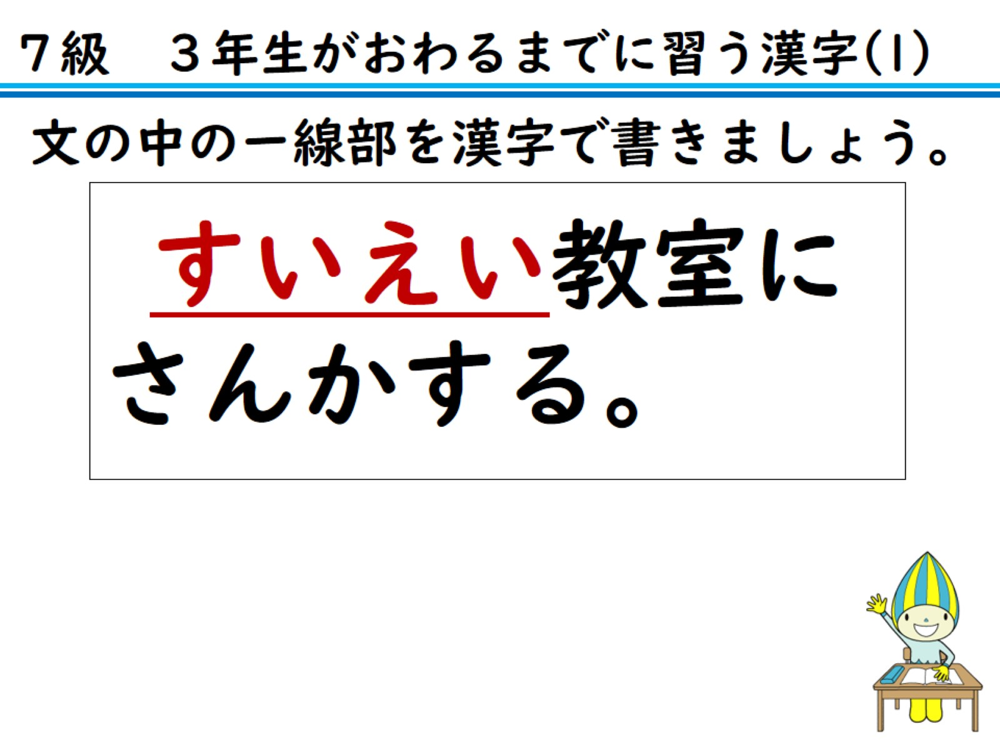 ７級　３年生がおわるまでに習う漢字(1)
文の中の一線部を漢字で書きましょう。
すいえい教室に
さんかする。